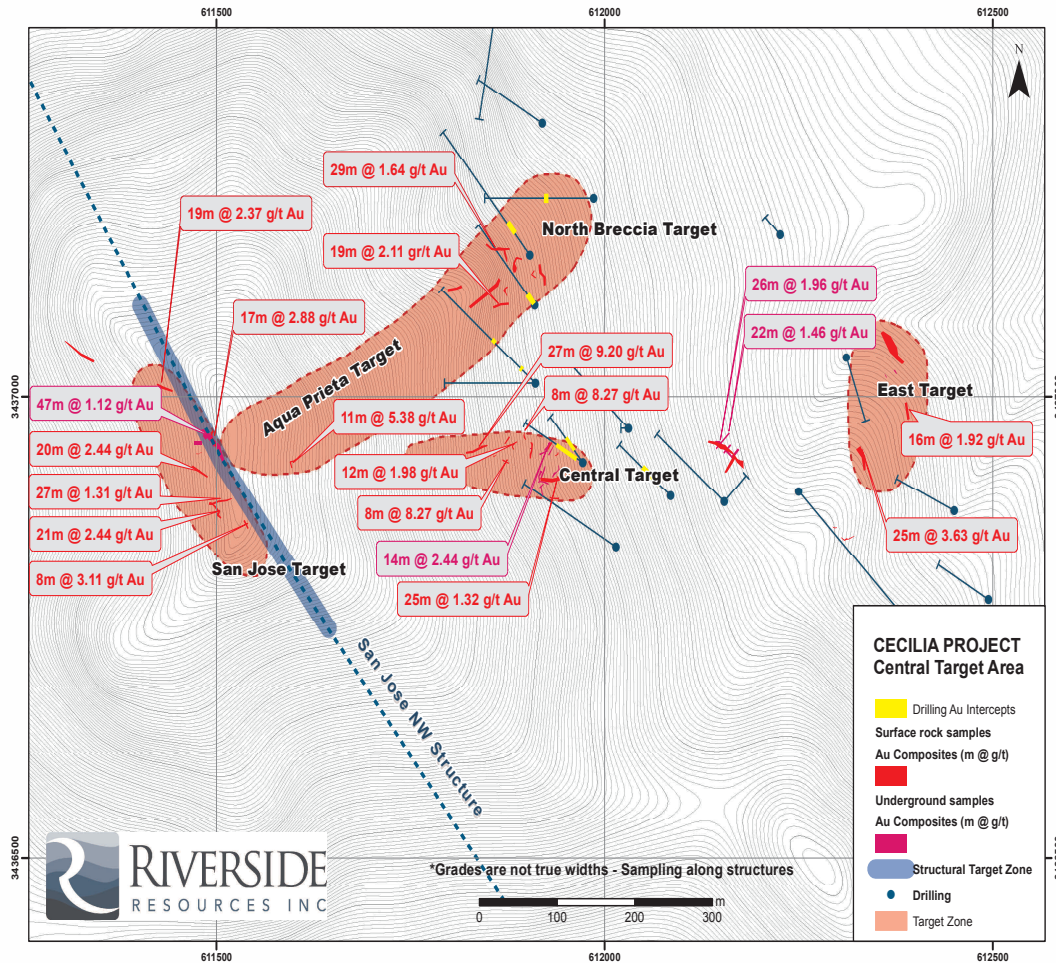 611500
612000
612500
N
29m @ 1.64 g/t Au
19m @ 2.37 g/t Au
North Breccia Target
19m @ 2.11 gr/t Au
26m @ 1.96 g/t Au
17m @ 2.88 g/t Au
22m @ 1.46 g/t Au
27m @ 9.20 g/t Au
Aqua Prieta Target
3437000
East Target
8m @ 8.27 g/t Au
47m @ 1.12 g/t Au
11m @ 5.38 g/t Au
16m @ 1.92 g/t Au
20m @ 2.44 g/t Au
12m @ 1.98 g/t Au
Central Target
27m @ 1.31 g/t Au
8m @ 8.27 g/t Au
21m @ 2.44 g/t Au
25m @ 3.63 g/t Au
14m @ 2.44 g/t Au
San Jose Target
8m @ 3.11 g/t Au
25m @ 1.32 g/t Au
San Jose NW Structure
CECILIA PROJECT
Central Target Area
Drilling Au Intercepts
Surface rock samples
Au Composites (m @ g/t)
Underground samples
Au Composites (m @ g/t)
Structural Target Zone
Drilling
Target Zone
3436500
RIVERSIDE
RESOURCES INC
*Grades are not true widths - Sampling along structures
m
0 100 200 300
611500
612000
612500